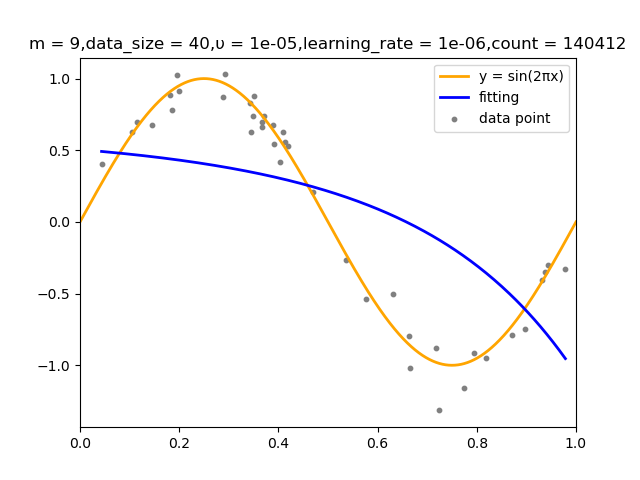 m = 9,data_size = 40,υ = 1e-05,learning_rate = 1e-06,count = 140412
y = sin(2πx)
fitting
data point
1.0
0.5
0.0
−0.5
−1.0
0.0 0.2 0.4 0.6 0.8 1.0